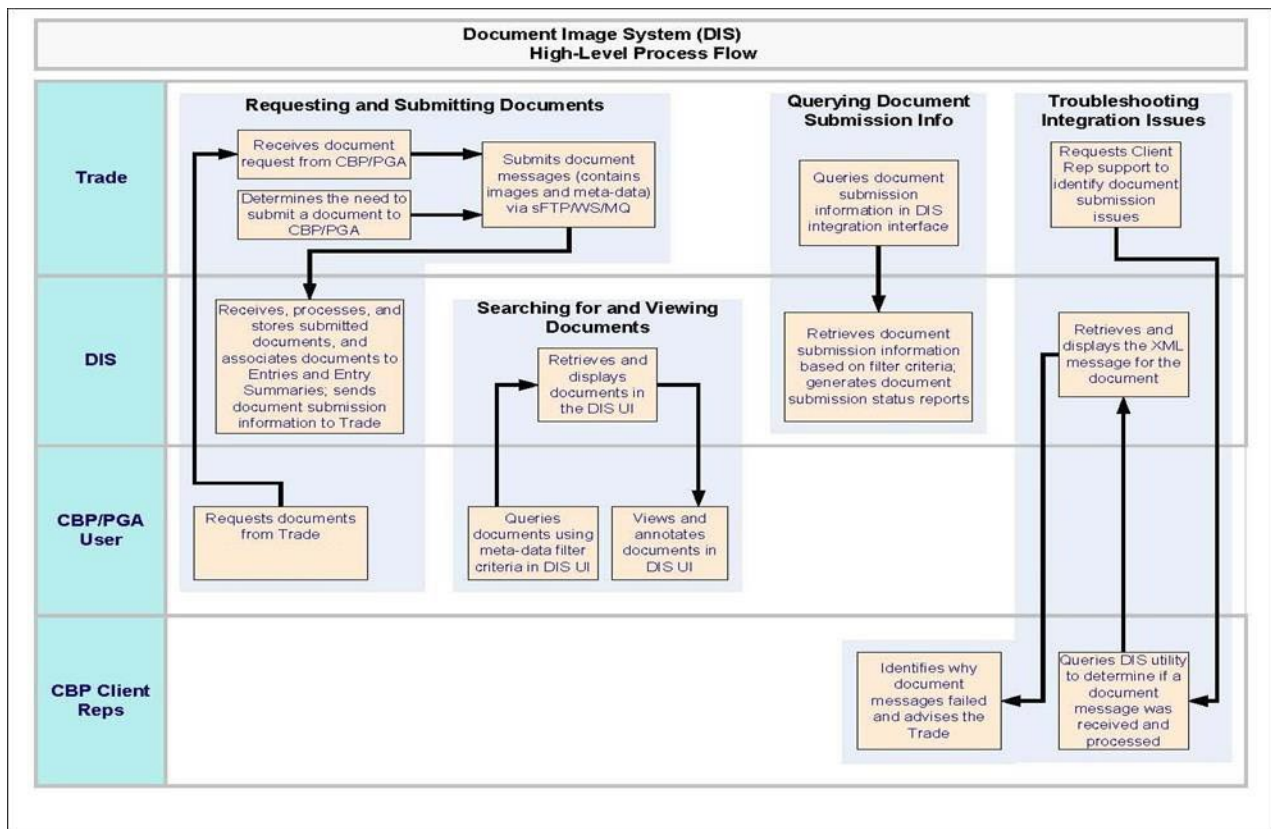 Document Image System (DIS)
High-Level Process Flow
Trade
Requesting and Submitting Documents
Receives document
request from CBP/PGA
Determines the need to
submit a document to
CBP/PGA
Submits document
messages (contains
images and meta-data)
via sFTP/WS/MQ
Querying Document
Submission Info
Queries document
submission
information in DIS
integration interface
Troubleshooting
Integration Issues
Requests Client
Rep support to
identify document
submission
issues
DIS
Receives, processes, and
stores submitted
documents, and
associates documents to
Entries and Entry
Summaries; sends
document submission
information to Trade
Searching for and Viewing
Documents
Retrieves and
displays
documents in
the DIS UI
Retrieves document
submission information
based on filter criteria;
generates document
submission status reports
Retrieves and
displays the XML
message for the
document
CBP/PGA
User
Requests documents
from Trade
Queries
documents using
meta-data filter
criteria in DIS UI
Views and
annotates
documents in
DIS UI
CBP Client
Reps
Identifies why
document
messages failed
and advises the
Trade
Queries DIS utility
to determine if a
document
message was
received and
processed